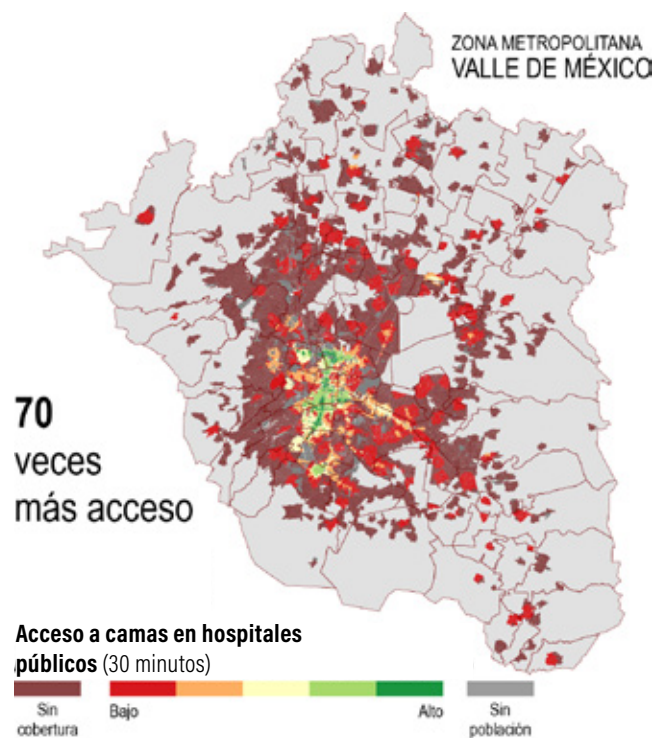 ZONA METROPOLITANA
VALLE DE MÉXICO
70
veces
más acceso
Acceso a camas en hospitales
públicos (30 minutos)
Sin
cobertura
Bajo
Alto
Sin
población